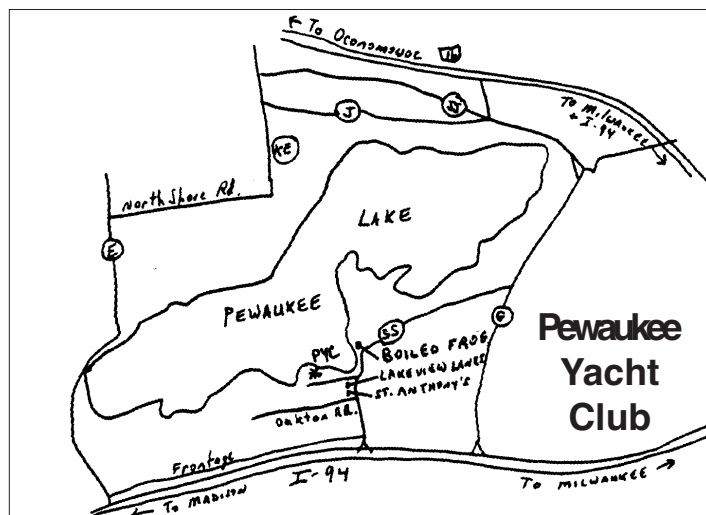 ← To Oconomowoc 16
To Milwaukee
+ I-94
J
KE
North Shore Rd.
E
LAKE
PEWAUKEE
G
SS
PYC
BOILED FROG
LAKEVIEW LANES
ST. ANTHONY'S
Oakton Rd.
Pewaukee
Yacht
Club
Frontage
I-94
← To MADISON
To MILWAUKEE →